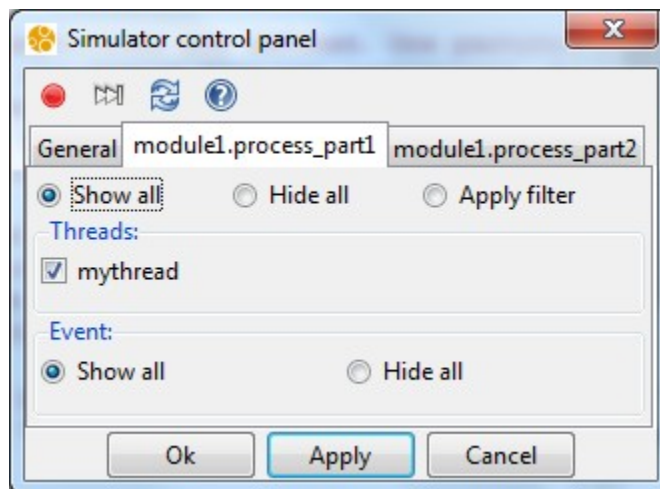 Simulator control panel
General module1.process_part1 module1.process_part2
Show all Hide all Apply filter
Threads:
mythread
Event:
Show all Hide all
Ok Apply Cancel